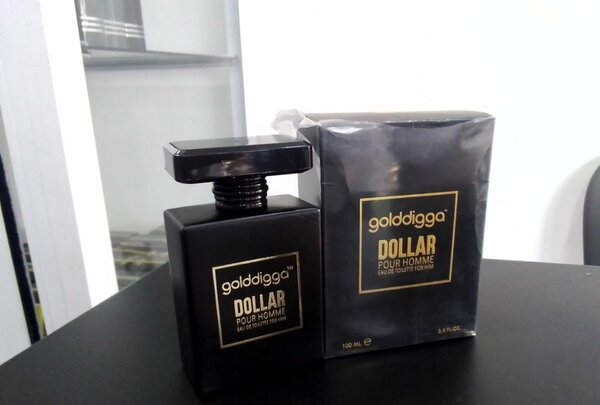 golddigga™
DOLLAR
POUR HOMME
EAU DE TOILETTE FOR HIM
golddigga™
DOLLAR
POUR HOMME
EAU DE TOILETTE FOR HIM
100 ML ℮
3.4 FL.OZ.